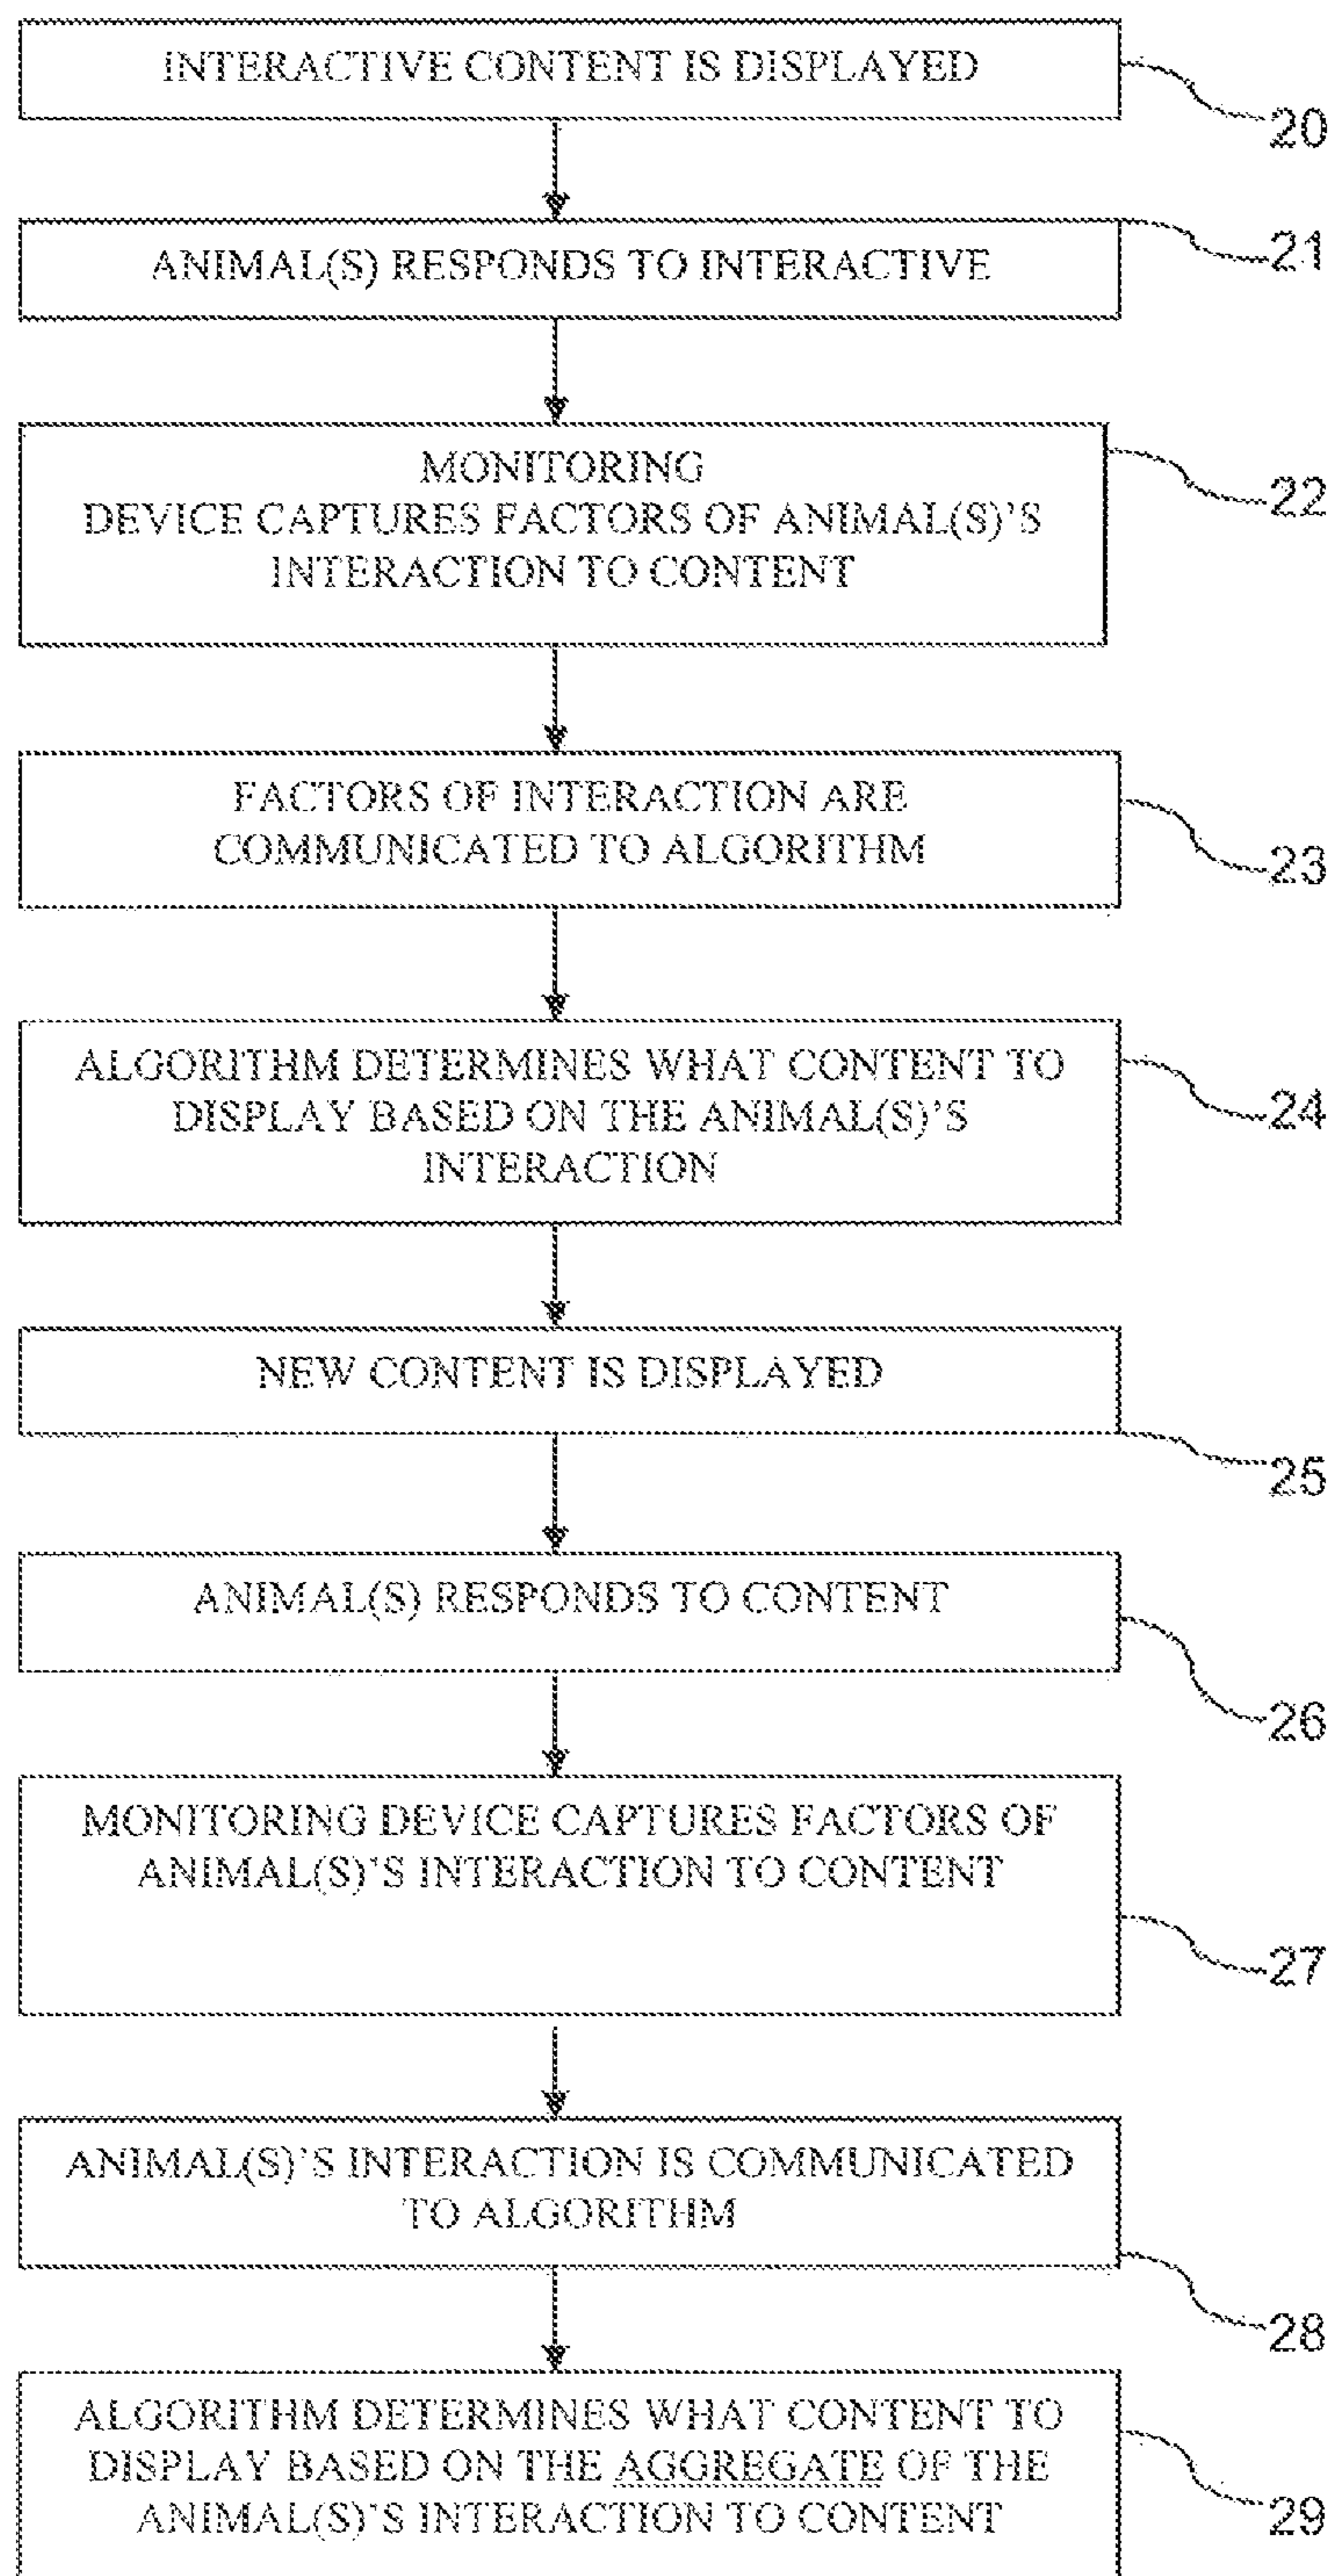 INTERACTIVE CONTENT IS DISPLAYED
20
ANIMAL(S) RESPONDS TO INTERACTIVE
21
MONITORING
DEVICE CAPTURES FACTORS OF ANIMAL(S)'S
INTERACTION TO CONTENT
22
FACTORS OF INTERACTION ARE
COMMUNICATED TO ALGORITHM
23
ALGORITHM DETERMINES WHAT CONTENT TO
DISPLAY BASED ON THE ANIMAL(S)'S
INTERACTION
24
NEW CONTENT IS DISPLAYED
25
ANIMAL(S) RESPONDS TO CONTENT
26
MONITORING DEVICE CAPTURES FACTORS OF
ANIMAL(S)'S INTERACTION TO CONTENT
27
ANIMAL(S)'S INTERACTION IS COMMUNICATED
TO ALGORITHM
28
ALGORITHM DETERMINES WHAT CONTENT TO
DISPLAY BASED ON THE AGGREGATE OF THE
ANIMAL(S)'S INTERACTION TO CONTENT
29